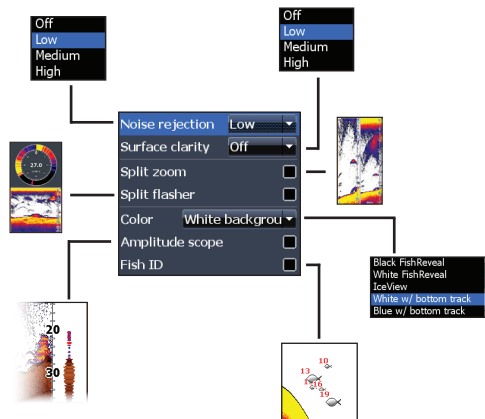 Off
Low
Medium
High
Off
Low
Medium
High
Noise rejection Low
Surface clarity Off
Split zoom
Split flasher
Color White backgrou
Amplitude scope
Fish ID
27.0
Black FishReveal
White FishReveal
IceView
White w/ bottom track
Blue w/ bottom track
20
30
10
13
16
19